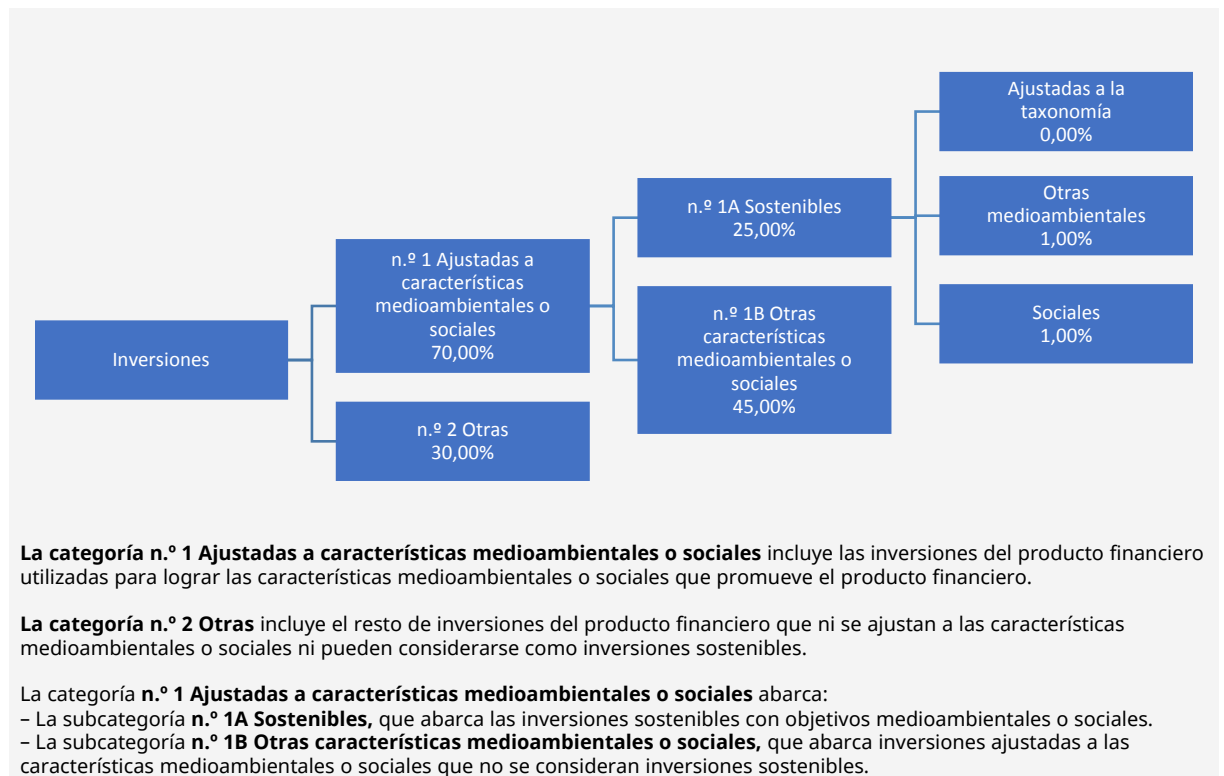 Inversiones
n.º 1 Ajustadas a
características
medioambientales o
sociales
70,00%
n.º 2 Otras
30,00%
n.º 1A Sostenibles
25,00%
n.º 1B Otras
características
medioambientales o
sociales
45,00%
Ajustadas a la
taxonomía
0,00%
Otras
medioambientales
1,00%
Sociales
1,00%
La categoría n.º 1 Ajustadas a características medioambientales o sociales incluye las inversiones del producto financiero
utilizadas para lograr las características medioambientales o sociales que promueve el producto financiero.
La categoría n.º 2 Otras incluye el resto de inversiones del producto financiero que ni se ajustan a las características
medioambientales o sociales ni pueden considerarse como inversiones sostenibles.
La categoría n.º 1 Ajustadas a características medioambientales o sociales abarca:
– La subcategoría n.º 1A Sostenibles, que abarca las inversiones sostenibles con objetivos medioambientales o sociales.
– La subcategoría n.º 1B Otras características medioambientales o sociales, que abarca inversiones ajustadas a las
características medioambientales o sociales que no se consideran inversiones sostenibles.